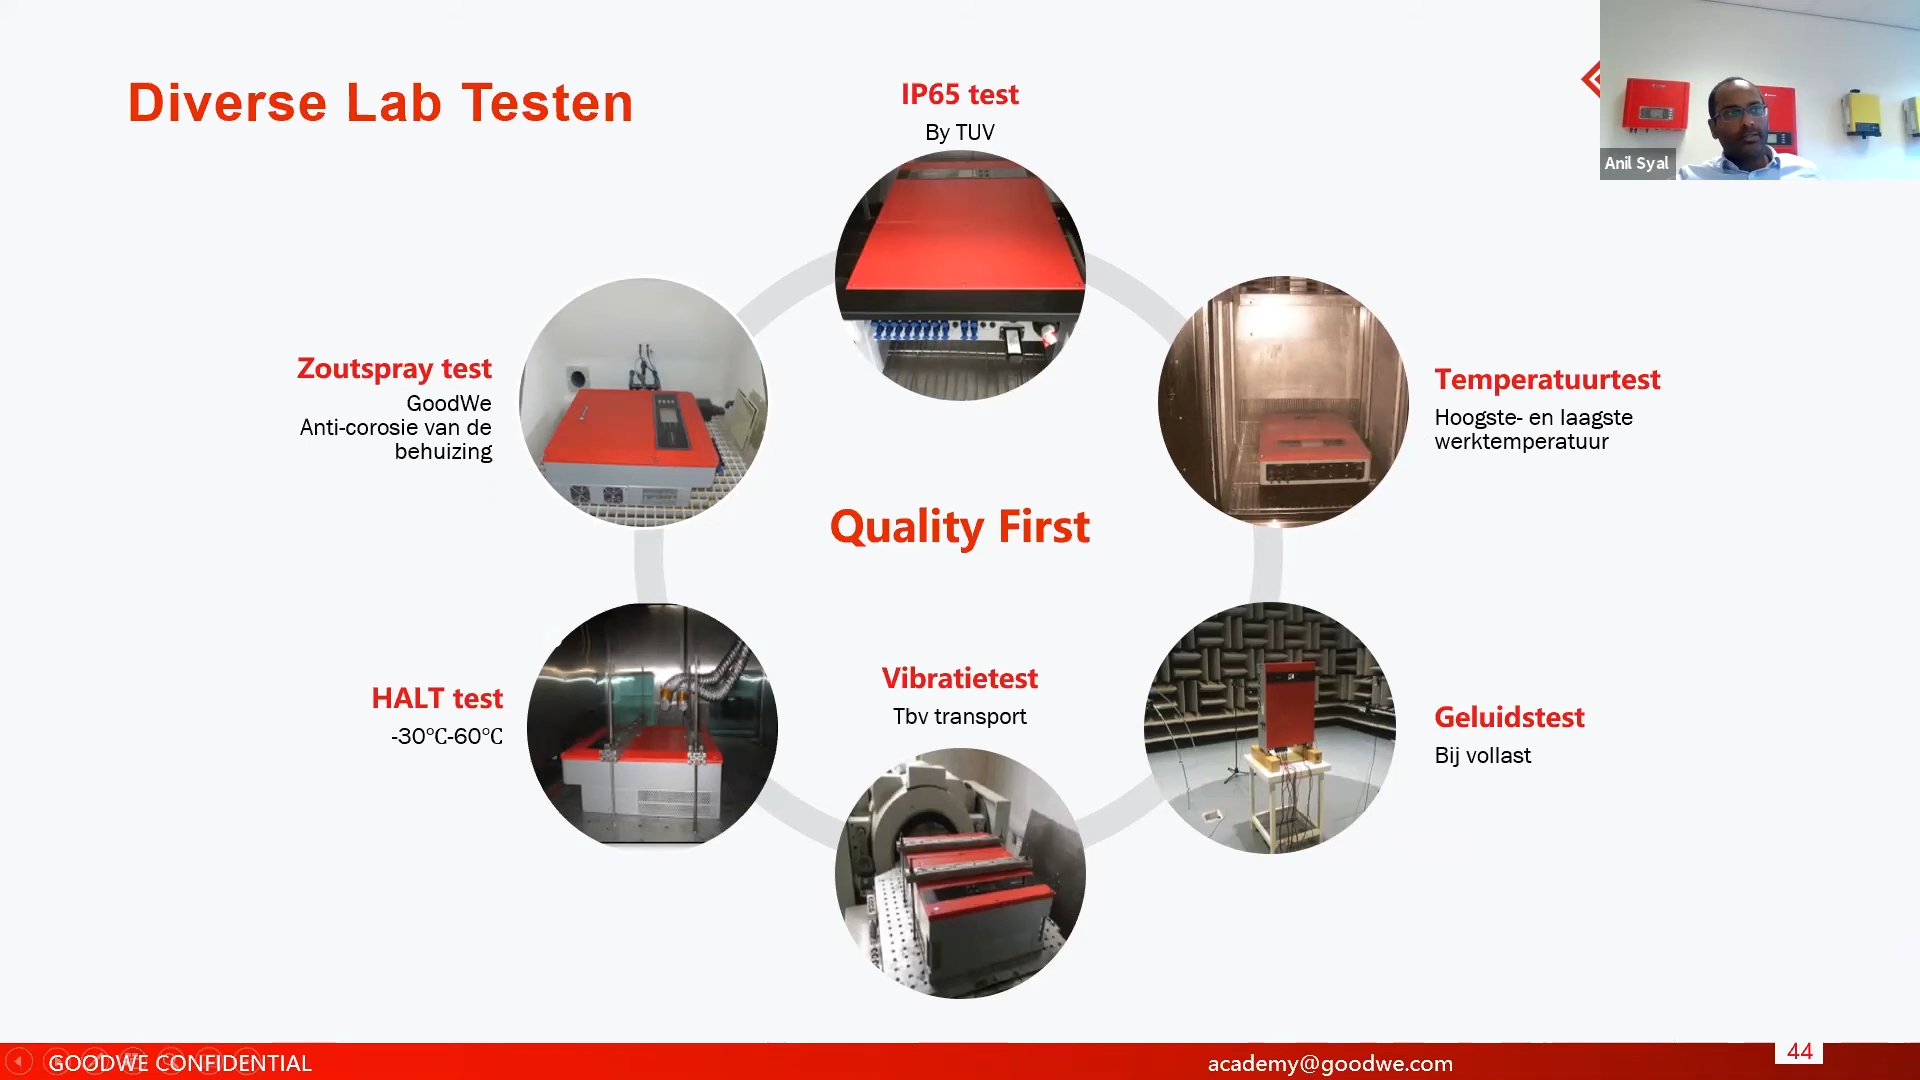 Diverse Lab Testen
IP65 test
By TUV
Anil Syal
Zoutspray test
GoodWe
Anti-corosie van de
behuizing
Temperatuurtest
Hoogste- en laagste
werktemperatuur
Quality First
HALT test
-30℃-60℃
Vibratietest
Tbv transport
Geluidstest
Bij vollast
GOODWE CONFIDENTIAL
academy@goodwe.com
44